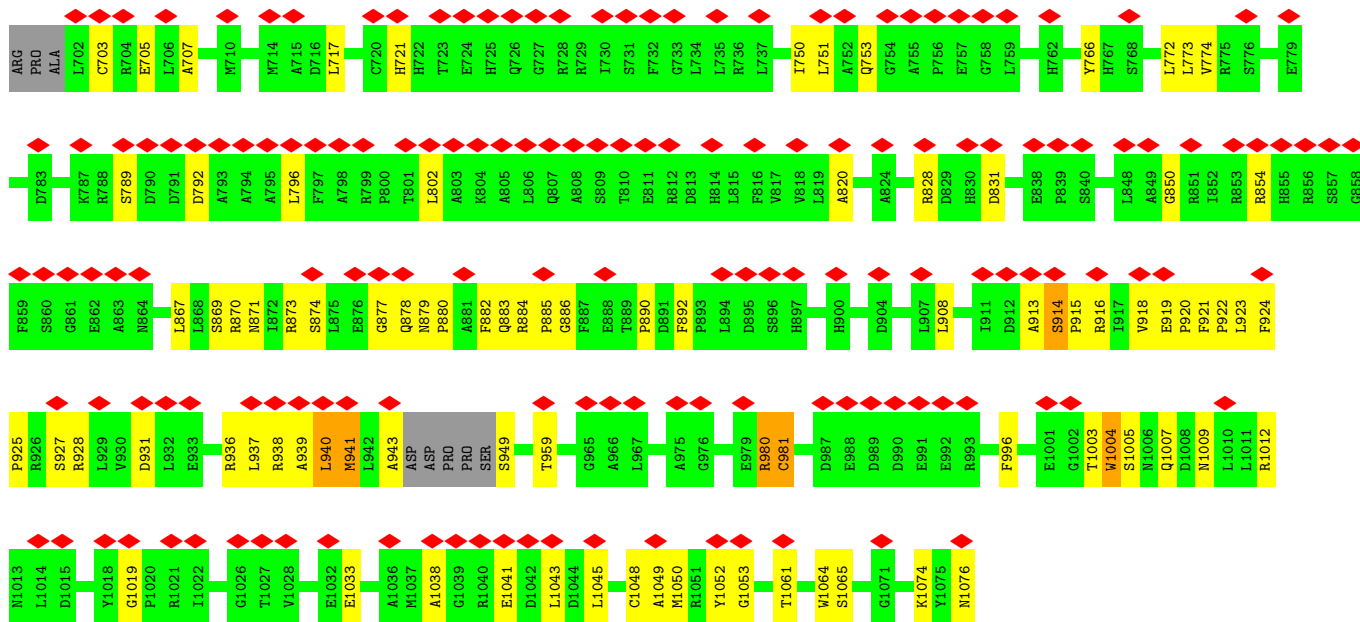 ARG PRO ALA L702 C703 R704 E705 L706 A707 M710 M714 A715 D716 L717 C720 H721 H722 T723 E724 H725 Q726 G727 R728 R729 I730 S731 F732 G733 L734 L735 R736 L737 I750 L751 A752 Q753 G754 A755 P756 E757 G758 L759 H762 Y766 H767 S768 L772 L773 V774 R775 S776 E779
D783 K787 R788 S789 D790 D791 D792 A793 A794 A795 L796 F797 A798 R799 P800 T801 L802 A803 K804 A805 L806 Q807 A808 S809 T810 E811 R812 D813 H814 L815 F816 V817 V818 L819 A820 A824 R828 D829 H830 D831 E838 P839 S840 L848 A849 G850 R851 I852 R853 R854 H855 R856 S857 G858
F859 S860 G861 E862 A863 N864 L867 L868 S869 R870 N871 I872 R873 S874 L875 E876 G877 Q878 N879 P880 A881 F882 Q883 R884 P885 G886 F887 E888 T889 P890 D891 F892 P893 L894 D895 S896 H897 H900 D904 L907 L908 I911 D912 A913 S914 P915 R916 I917 V918 E919 P920 F921 P922 L923 F924
P925 R926 S927 R928 L929 V930 D931 L932 E933 R936 L937 R938 A939 L940 M941 L942 A943 ASP ASP PRO PRO SER S949 T959 G965 A966 L967 A975 G976 E979 R980 C981 D987 E988 D989 D990 E991 E992 R993 F996 E1001 G1002 T1003 W1004 S1005 N1006 Q1007 D1008 N1009 L1010 L1011 R1012
N1013 L1014 D1015 Y1018 G1019 P1020 R1021 I1022 G1026 T1027 V1028 E1032 E1033 A1036 M1037 A1038 G1039 R1040 E1041 D1042 L1043 D1044 L1045 C1048 A1049 M1050 R1051 Y1052 G1053 T1061 W1064 S1065 G1071 K1074 Y1075 N1076